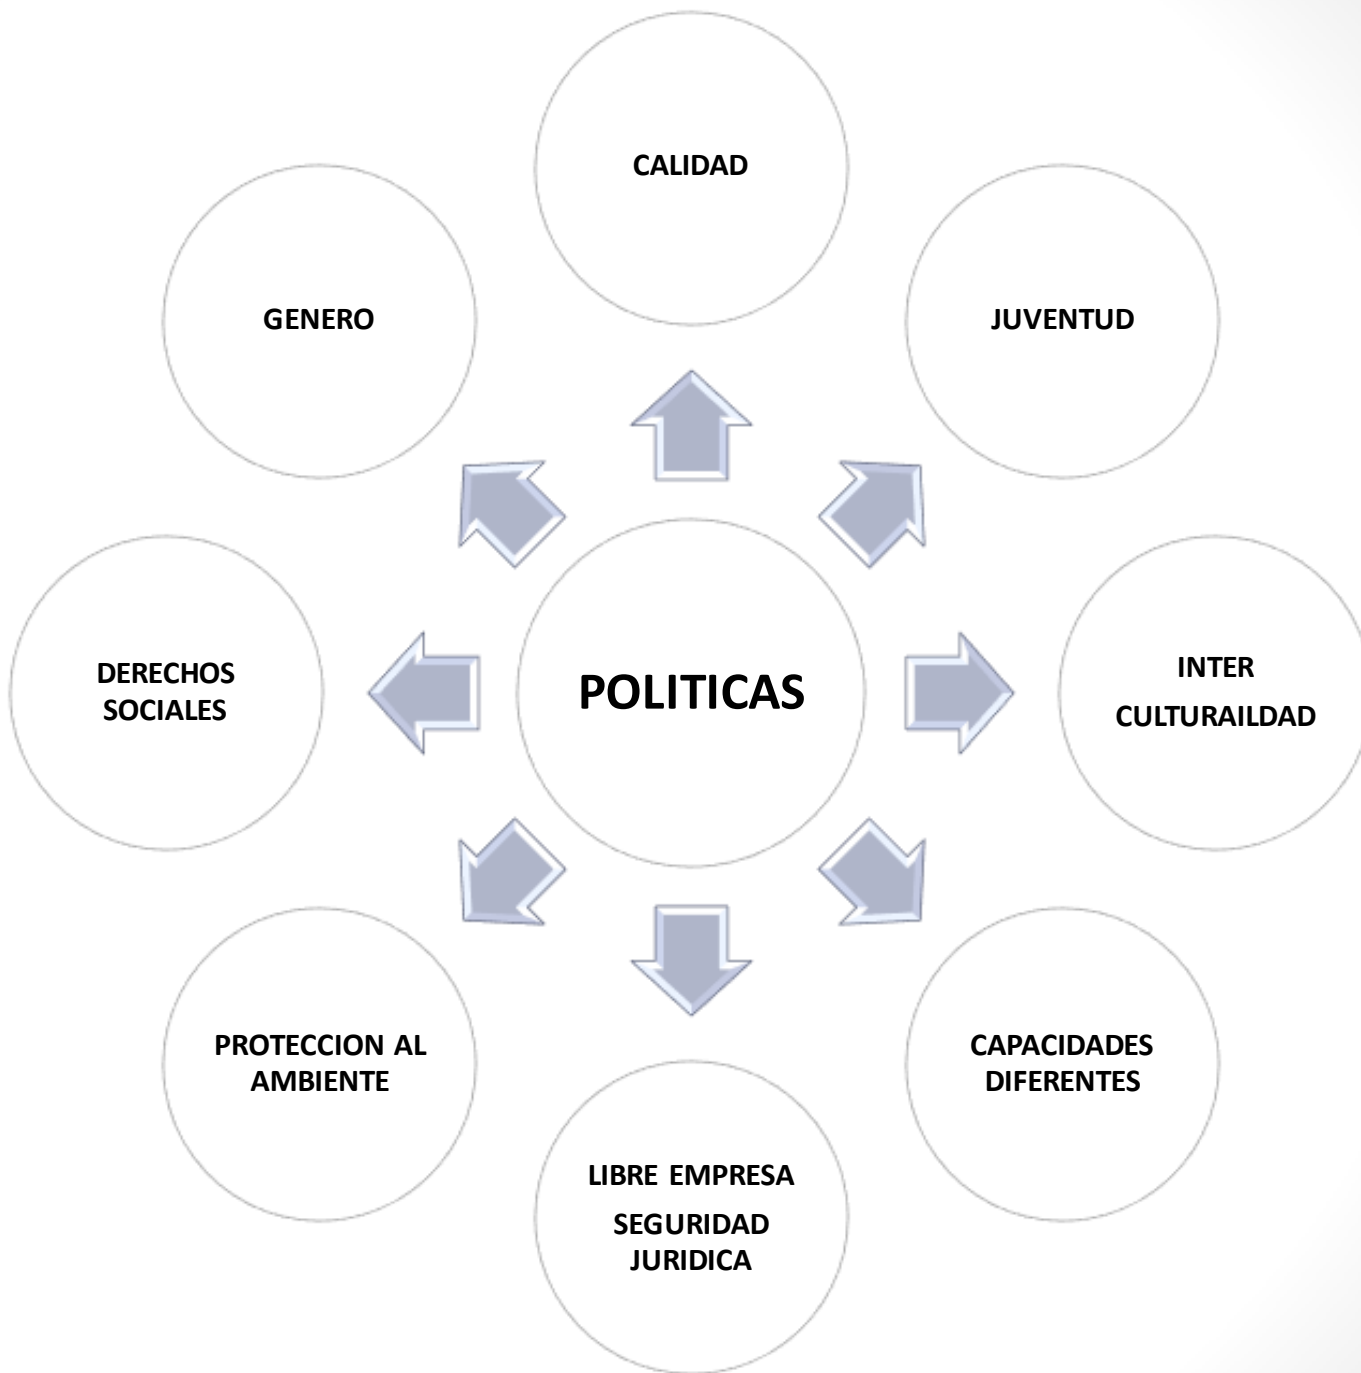 CALIDAD
GENERO
JUVENTUD
DERECHOS
SOCIALES
POLITICAS
INTER
CULTURAILDAD
PROTECCION AL
AMBIENTE
CAPACIDADES
DIFERENTES
LIBRE EMPRESA
SEGURIDAD
JURIDICA